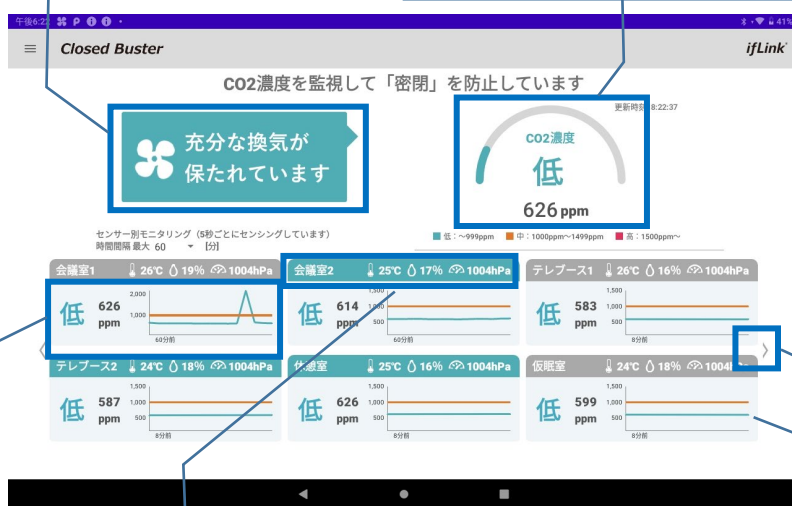 午後6:22
41%
Closed Buster
ifLink
CO2濃度を監視して「密閉」を防止しています
充分な換気が
保たれています
更新時刻 8:22:37
CO2濃度
低
626 ppm
センサー別モニタリング（5秒ごとにセンシングしています）
時間間隔 最大 60 [分]
低：～999ppm 中：1000ppm～1499ppm 高：1500ppm～
会議室1 26℃ 19% 1004hPa
低 626 ppm
2,000
1,000
60分前
会議室2 25℃ 17% 1004hPa
低 614 ppm
1,500
1,000
500
60分前
テレブース1 26℃ 16% 1004hPa
低 583 ppm
1,500
1,000
500
8分前
テレブース2 24℃ 18% 1004hPa
低 587 ppm
1,500
1,000
500
8分前
休憩室 25℃ 16% 1004hPa
低 626 ppm
1,500
1,000
500
8分前
仮眠室 24℃ 18% 1004hPa
低 599 ppm
1,500
1,000
500
8分前